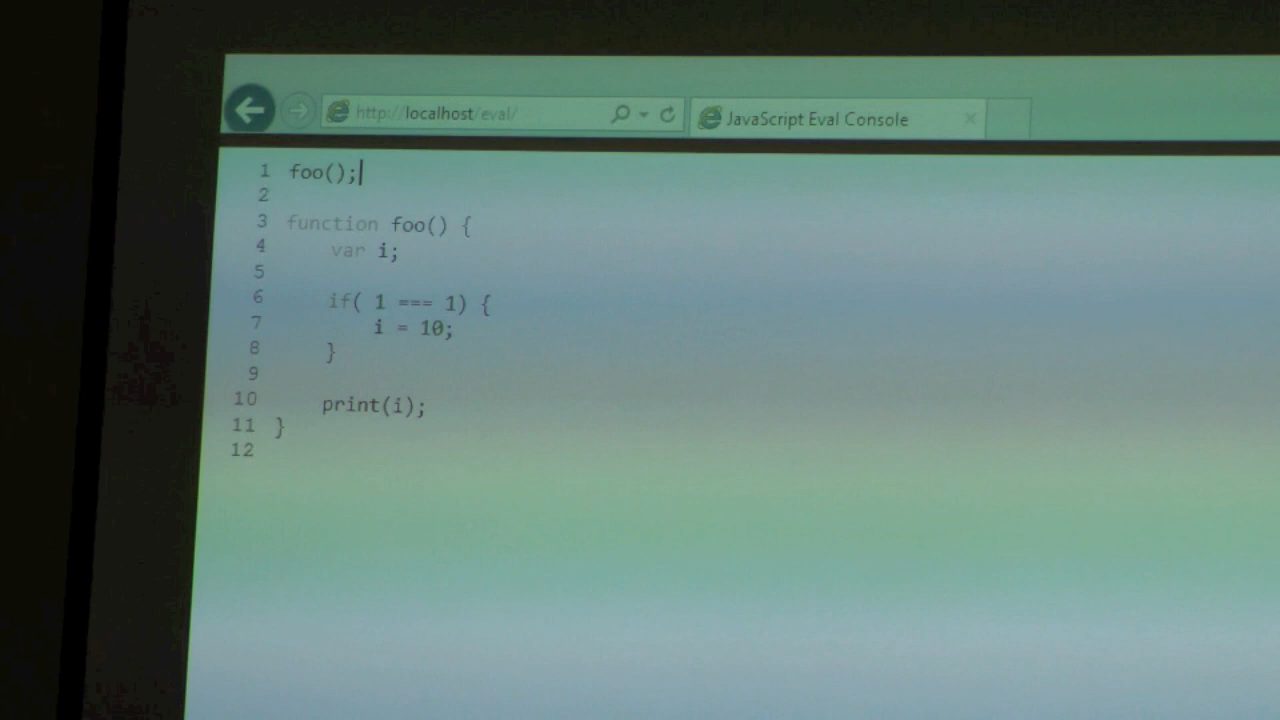 http://localhost/eval/
JavaScript Eval Console
1 foo();
2
3 function foo() {
4     var i;
5
6     if( 1 === 1) {
7         i = 10;
8     }
9
10     print(i);
11 }
12